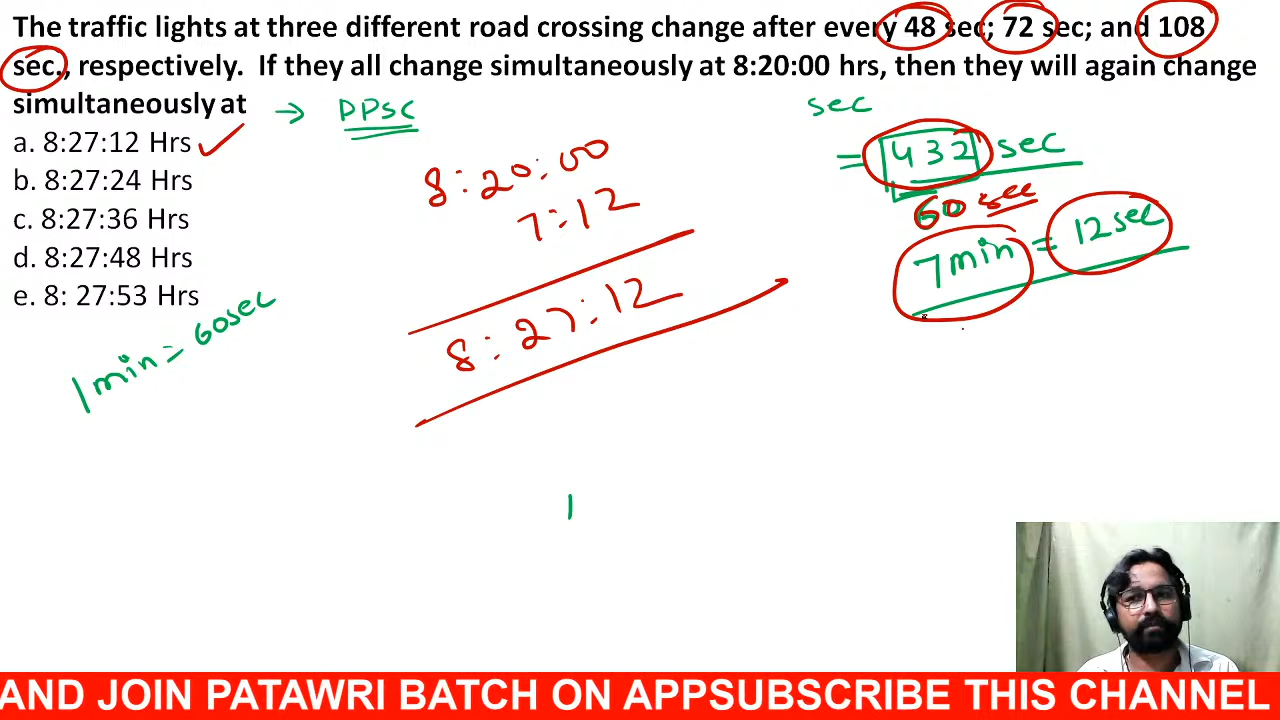 The traffic lights at three different road crossing change after every 48 sec; 72 sec; and 108
sec., respectively. If they all change simultaneously at 8:20:00 hrs, then they will again change
simultaneously at → PPSC
a. 8:27:12 Hrs
b. 8:27:24 Hrs
c. 8:27:36 Hrs
d. 8:27:48 Hrs
e. 8: 27:53 Hrs
1 min = 60 sec
8:20:00
7:12
8:27:12
sec
= 432 sec
60 sec
7 min = 12 sec
AND JOIN PATAWRI BATCH ON APPSUBSCRIBE THIS CHANNEL